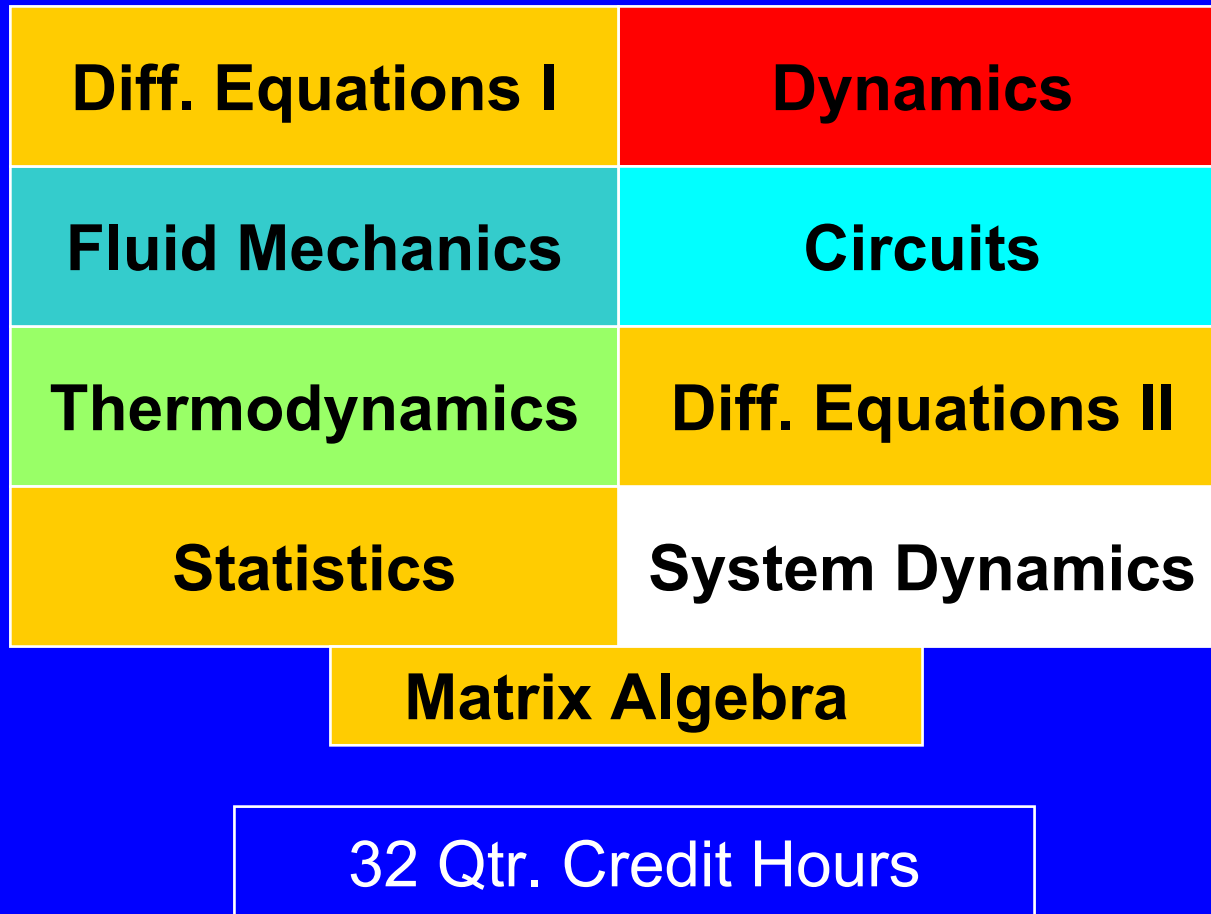 Diff. Equations I
Dynamics
Fluid Mechanics
Circuits
Thermodynamics
Diff. Equations II
Statistics
System Dynamics
Matrix Algebra
32 Qtr. Credit Hours